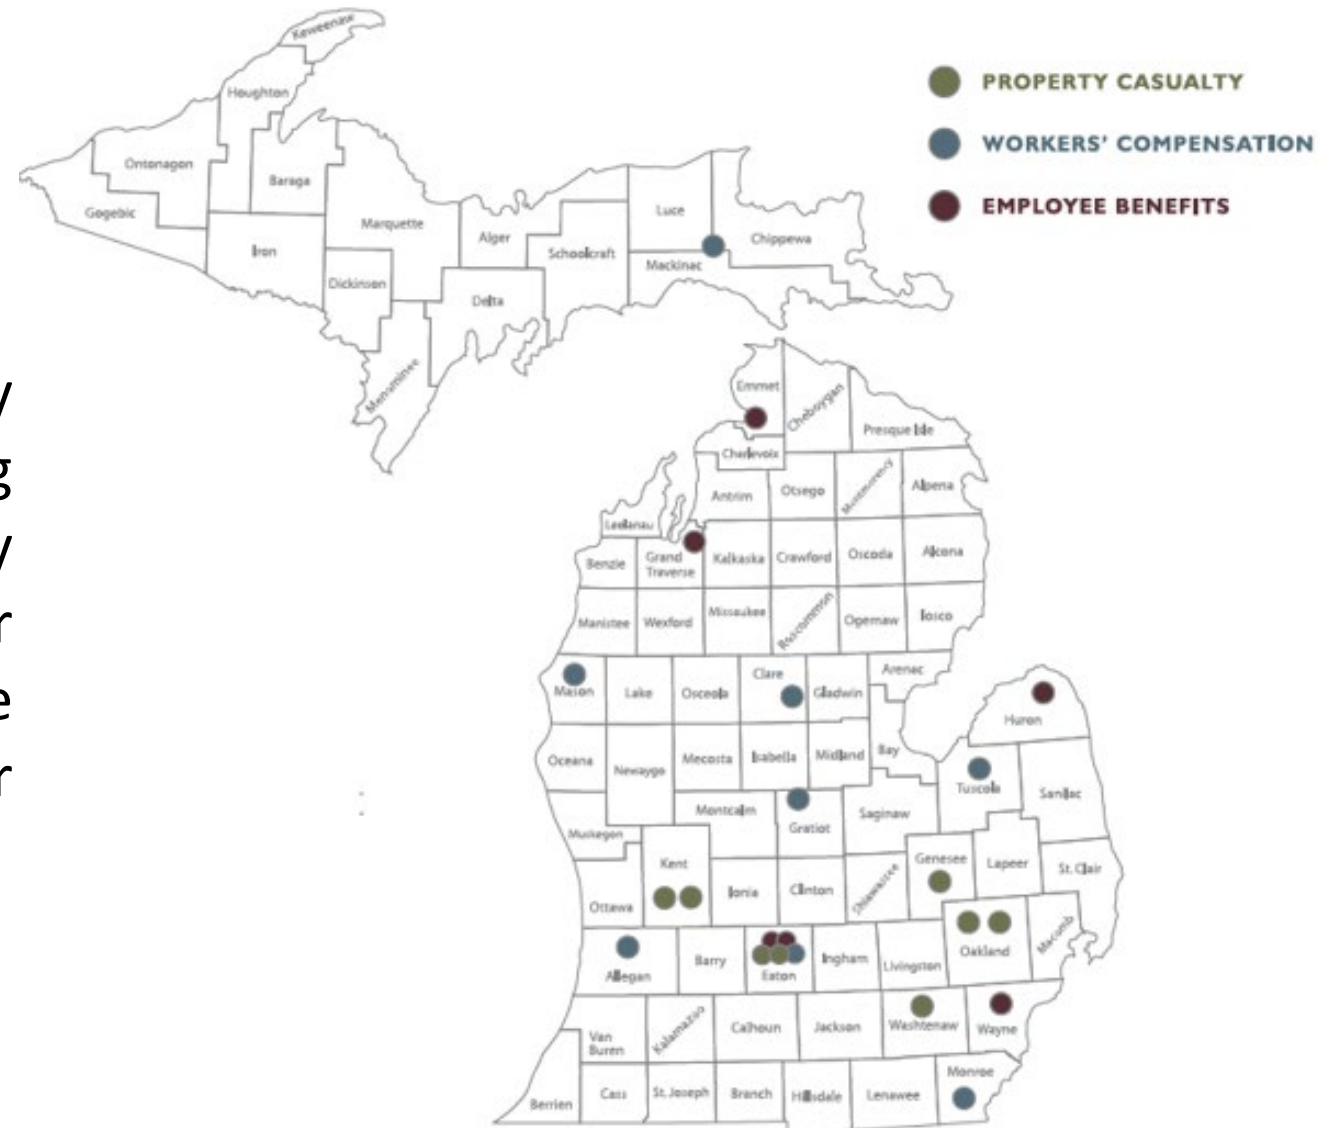 Keweenaw
PROPERTY CASUALTY
Houghton
WORKERS' COMPENSATION
Ontonagon
Baraga
EMPLOYEE BENEFITS
Gogebic
Marquette
Luce
Alger
Chippewa
Iron
Schoolcraft
Mackinac
Dickinson
Delta
Menominee
y
g
y
r
e
r
Emmet
Cheboygan
Presque Isle
Charlevoix
Antrim
Otsego
Montmorency
Alpena
Leelanau
Benzie
Grand
Traverse
Kalkaska
Crawford
Oscoda
Alcona
Manistee
Wexford
Missaukee
Roscommon
Ogemaw
Iosco
Mason
Lake
Osceola
Clare
Gladwin
Arenac
Huron
Oceana
Newaygo
Mecosta
Isabella
Midland
Bay
Tuscola
Sanilac
Muskegon
Montcalm
Gratiot
Saginaw
Kent
Genesee
Lapeer
St. Clair
Ottawa
Ionia
Clinton
Shiawassee
Allegan
Barry
Eaton
Ingham
Livingston
Oakland
Macomb
Van
Buren
Kalamazoo
Calhoun
Jackson
Washtenaw
Wayne
Berrien
Cass
St. Joseph
Branch
Hillsdale
Lenawee
Monroe